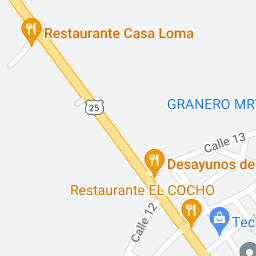 Restaurante Casa Loma
25
GRANERO MR
Calle 13
Desayunos de
Restaurante EL COCHO
Calle 12
Tec